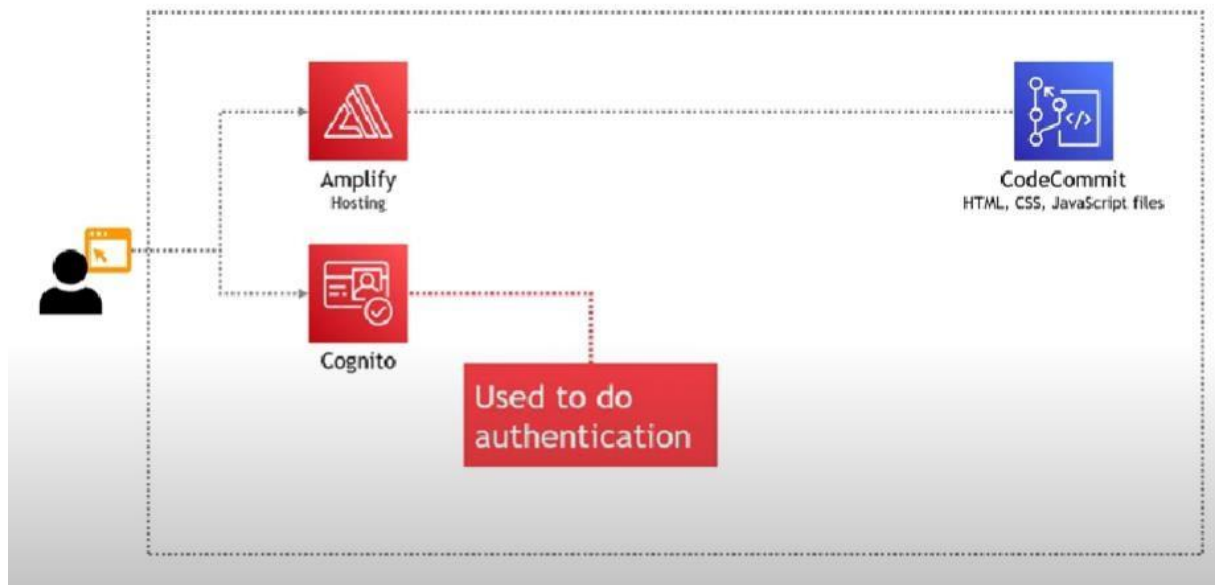 Amplify
Hosting
CodeCommit
HTML, CSS, JavaScript files
</>
Cognito
Used to do
authentication